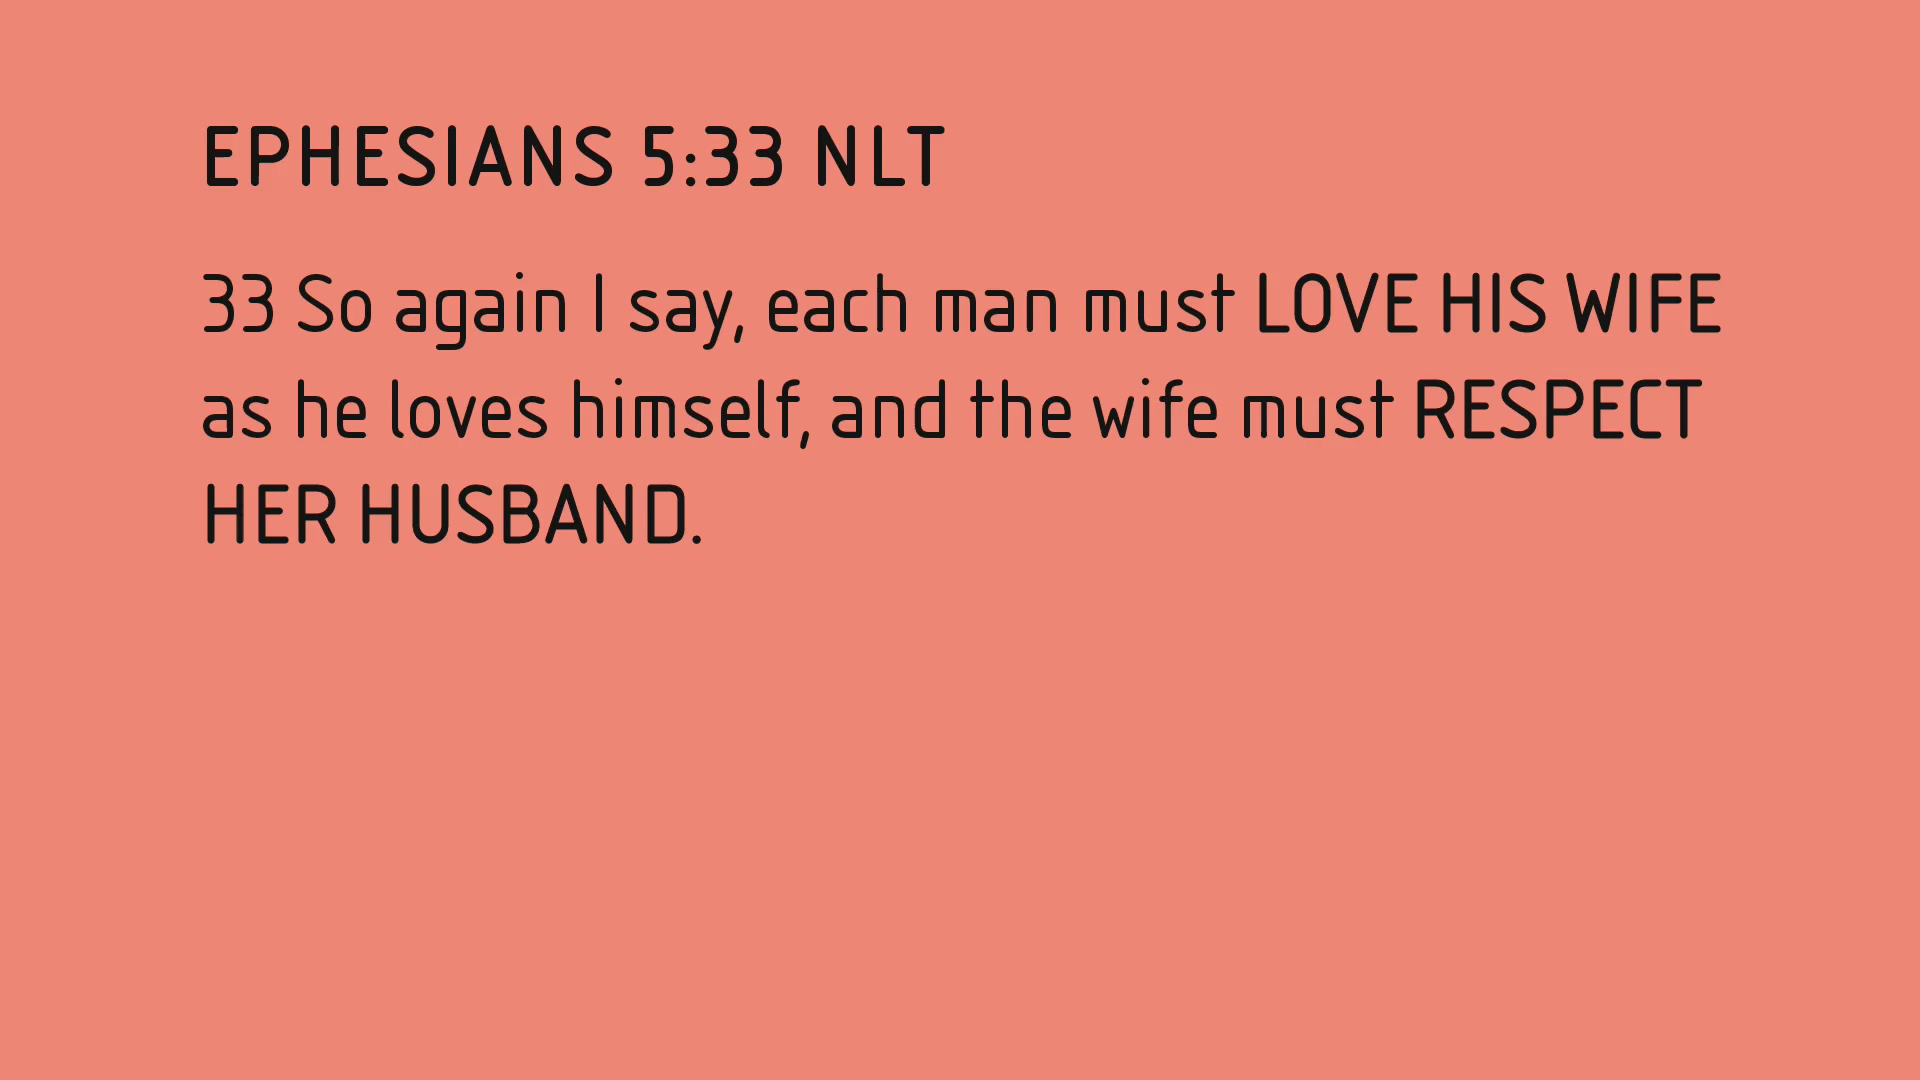 EPHESIANS 5:33 NLT
33 So again I say, each man must LOVE HIS WIFE
as he loves himself, and the wife must RESPECT
HER HUSBAND.